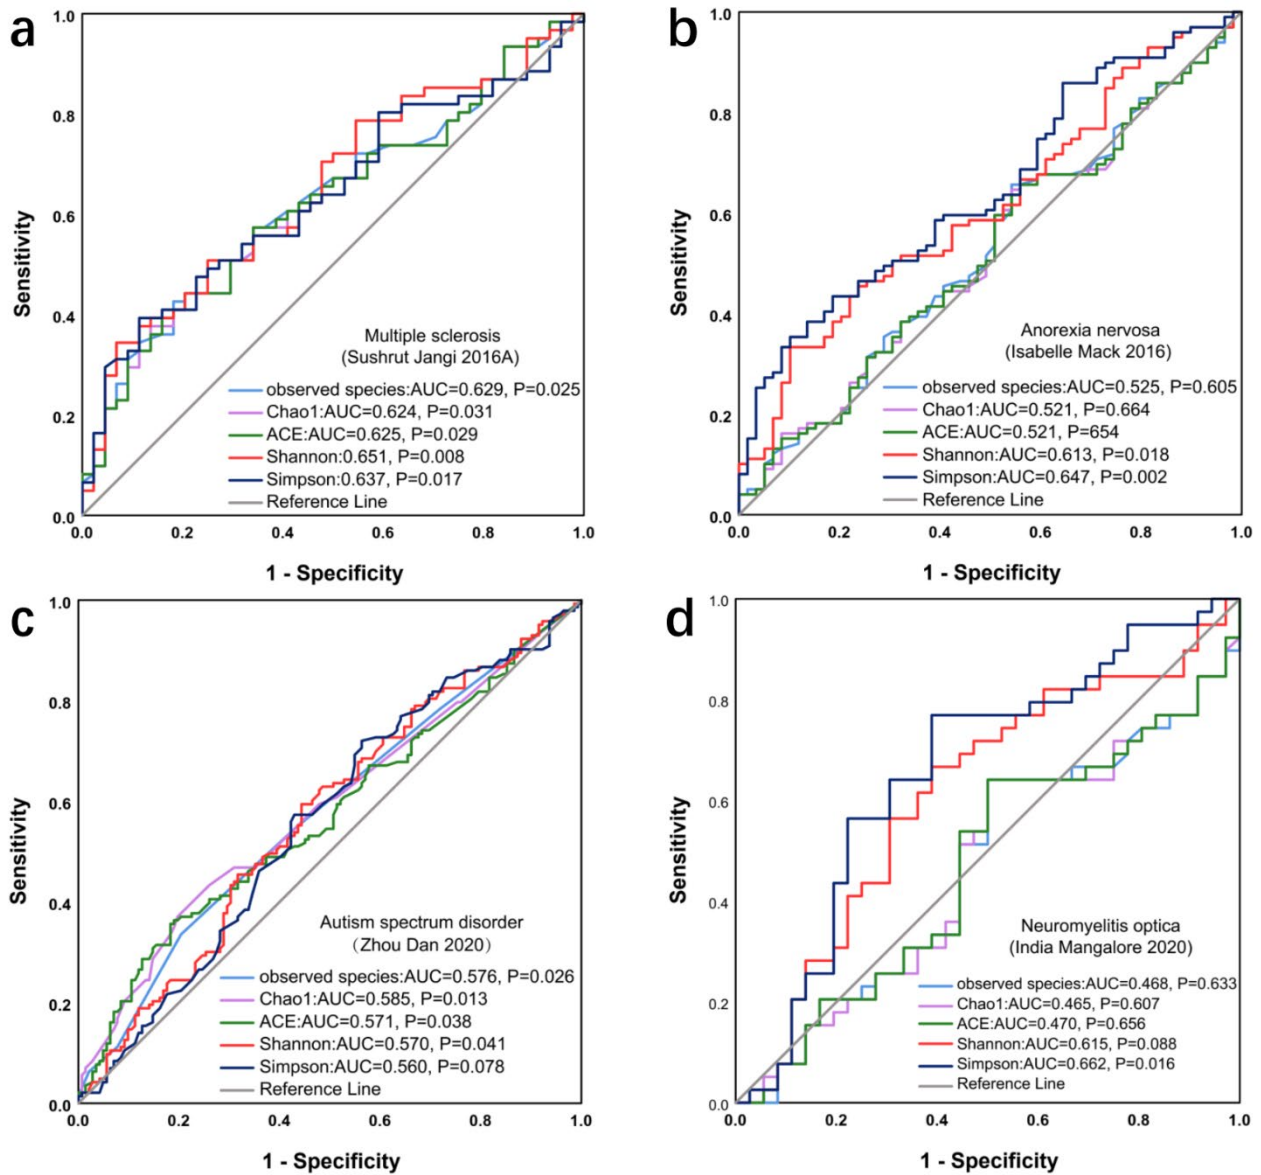 a
1.0
0.8
0.6
0.4
0.2
0.0
Sensitivity
Multiple sclerosis
(Sushrut Jangi 2016A)
observed species:AUC=0.629, P=0.025
Chao1:AUC=0.624, P=0.031
ACE:AUC=0.625, P=0.029
Shannon:0.651, P=0.008
Simpson:0.637, P=0.017
Reference Line
0.0 0.2 0.4 0.6 0.8 1.0
1 - Specificity
b
1.0
0.8
0.6
0.4
0.2
0.0
Sensitivity
Anorexia nervosa
(Isabelle Mack 2016)
observed species:AUC=0.525, P=0.605
Chao1:AUC=0.521, P=0.664
ACE:AUC=0.521, P=654
Shannon:AUC=0.613, P=0.018
Simpson:AUC=0.647, P=0.002
Reference Line
0.0 0.2 0.4 0.6 0.8 1.0
1 - Specificity
c
1.0
0.8
0.6
0.4
0.2
0.0
Sensitivity
Autism spectrum disorder
（Zhou Dan 2020）
observed species:AUC=0.576, P=0.026
Chao1:AUC=0.585, P=0.013
ACE:AUC=0.571, P=0.038
Shannon:AUC=0.570, P=0.041
Simpson:AUC=0.560, P=0.078
Reference Line
0.0 0.2 0.4 0.6 0.8 1.0
1 - Specificity
d
1.0
0.8
0.6
0.4
0.2
0.0
Sensitivity
Neuromyelitis optica
(India Mangalore 2020)
observed species:AUC=0.468, P=0.633
Chao1:AUC=0.465, P=0.607
ACE:AUC=0.470, P=0.656
Shannon:AUC=0.615, P=0.088
Simpson:AUC=0.662, P=0.016
Reference Line
0.0 0.2 0.4 0.6 0.8 1.0
1 - Specificity